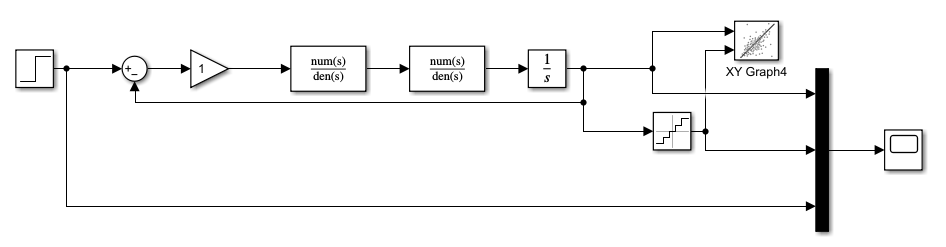 +
−
1
num(s)
den(s)
num(s)
den(s)
1
s
XY Graph4